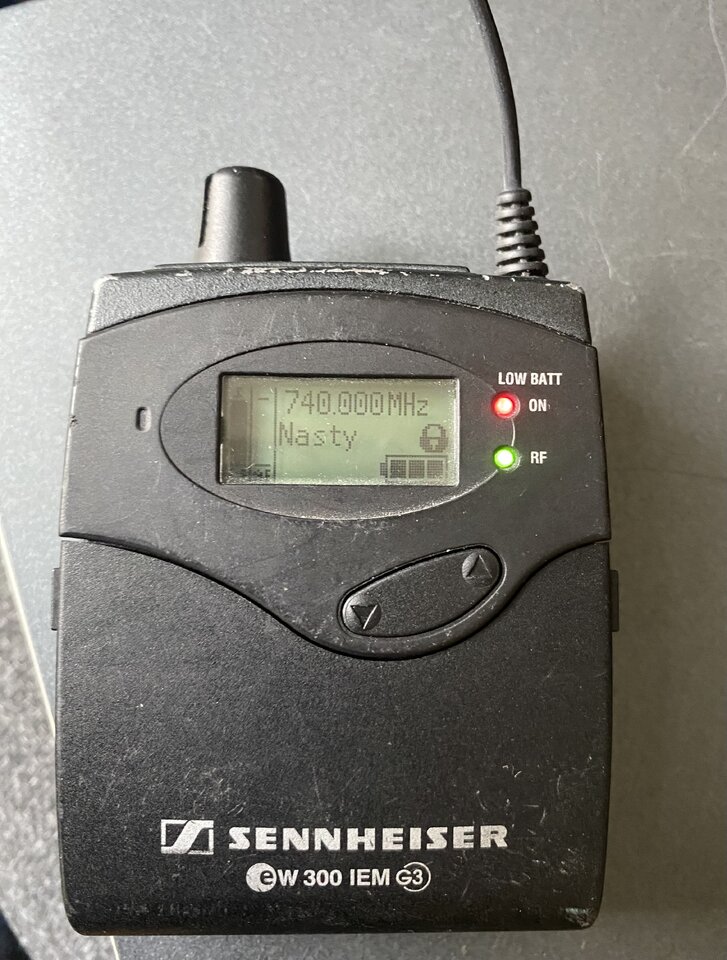 LOW BATT
ON
RF
740.000MHz
Nasty
SENNHEISER
ew 300 IEM G3